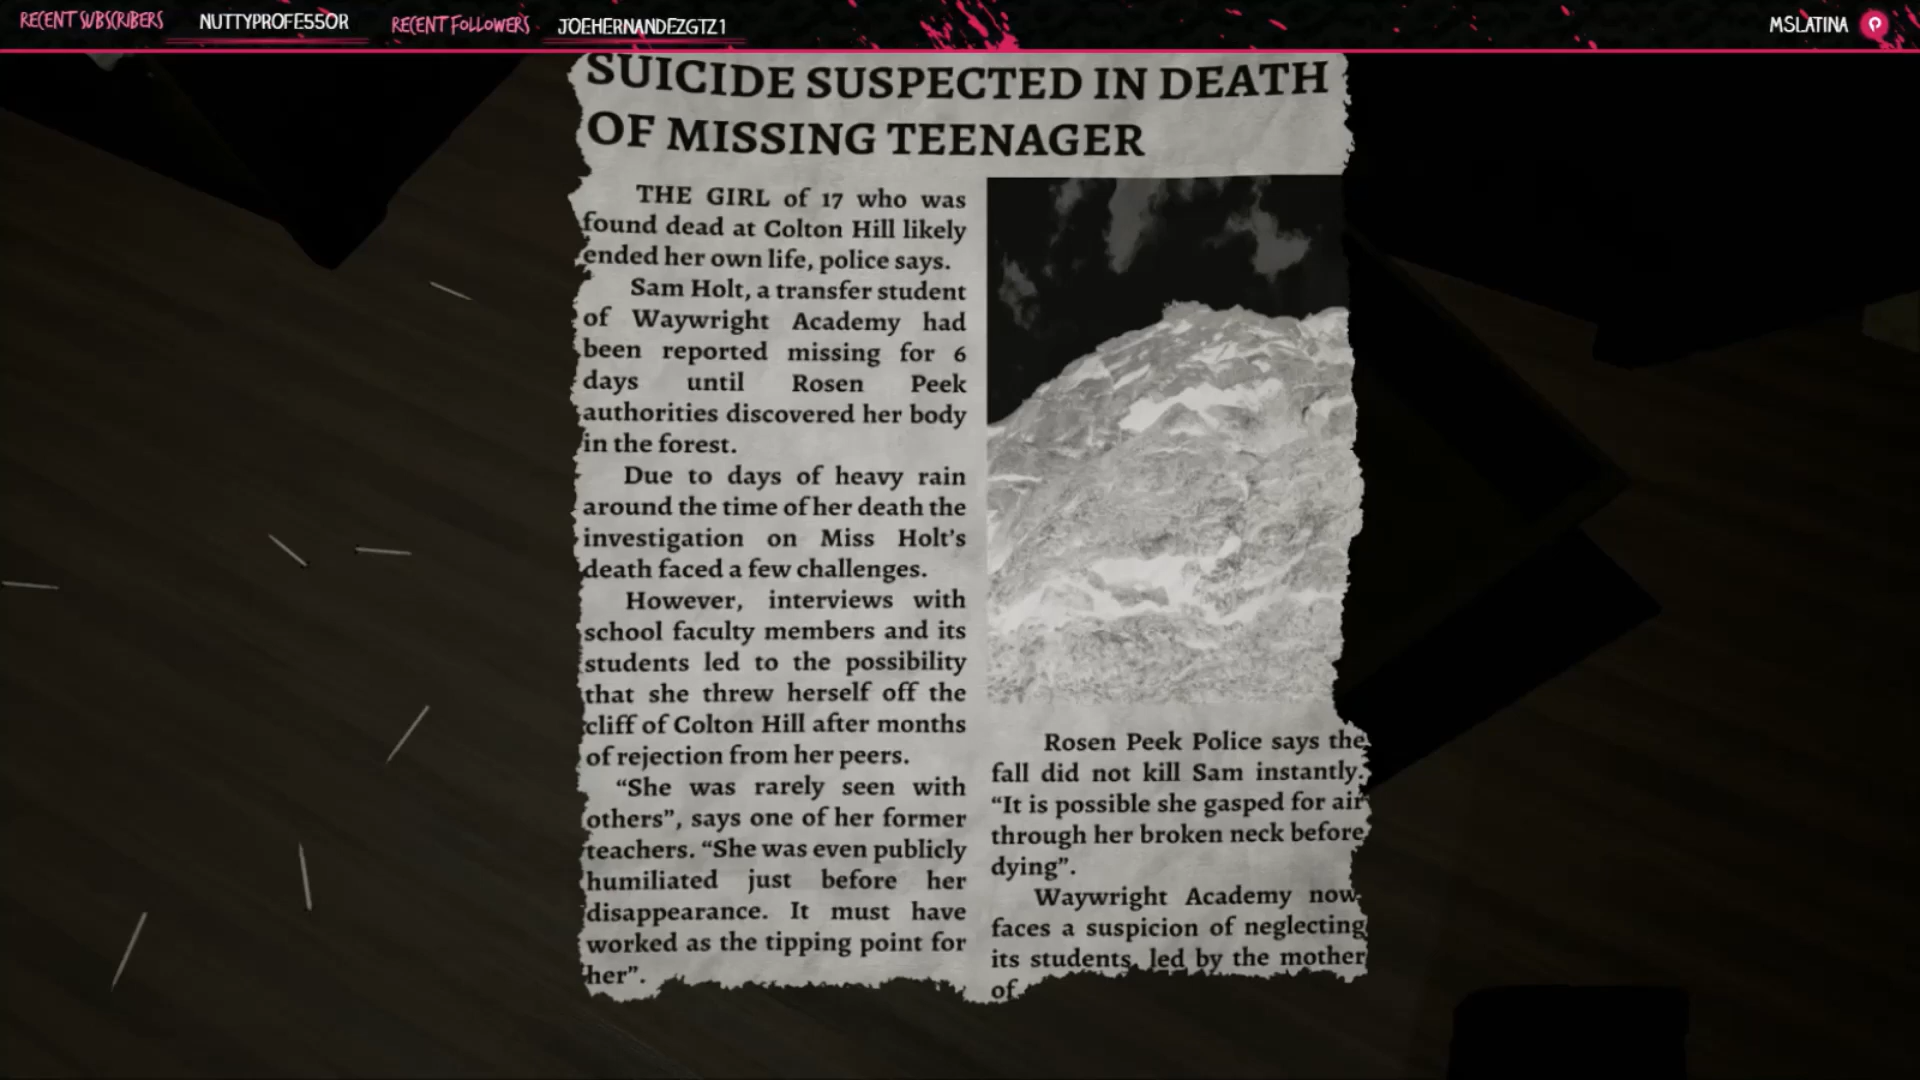 RECENT SUBSCRIBERS NUTTYPROFE55OR RECENT FOLLOWERS JOEHERNANDEZGTZ1 MSLATINA
SUICIDE SUSPECTED IN DEATH
OF MISSING TEENAGER
THE GIRL of 17 who was
found dead at Colton Hill likely
ended her own life, police says.
Sam Holt, a transfer student
of Waywright Academy had
been reported missing for 6
days until Rosen Peek
authorities discovered her body
in the forest.
Due to days of heavy rain
around the time of her death the
investigation on Miss Holt's
death faced a few challenges.
However, interviews with
school faculty members and its
students led to the possibility
that she threw herself off the
cliff of Colton Hill after months
of rejection from her peers.
“She was rarely seen with
others”, says one of her former
teachers. “She was even publicly
humiliated just before her
disappearance. It must have
worked as the tipping point for
her”.
Rosen Peek Police says the
fall did not kill Sam instantly.
“It is possible she gasped for air
through her broken neck before
dying”.
Waywright Academy now
faces a suspicion of neglecting
its students, led by the mother
of